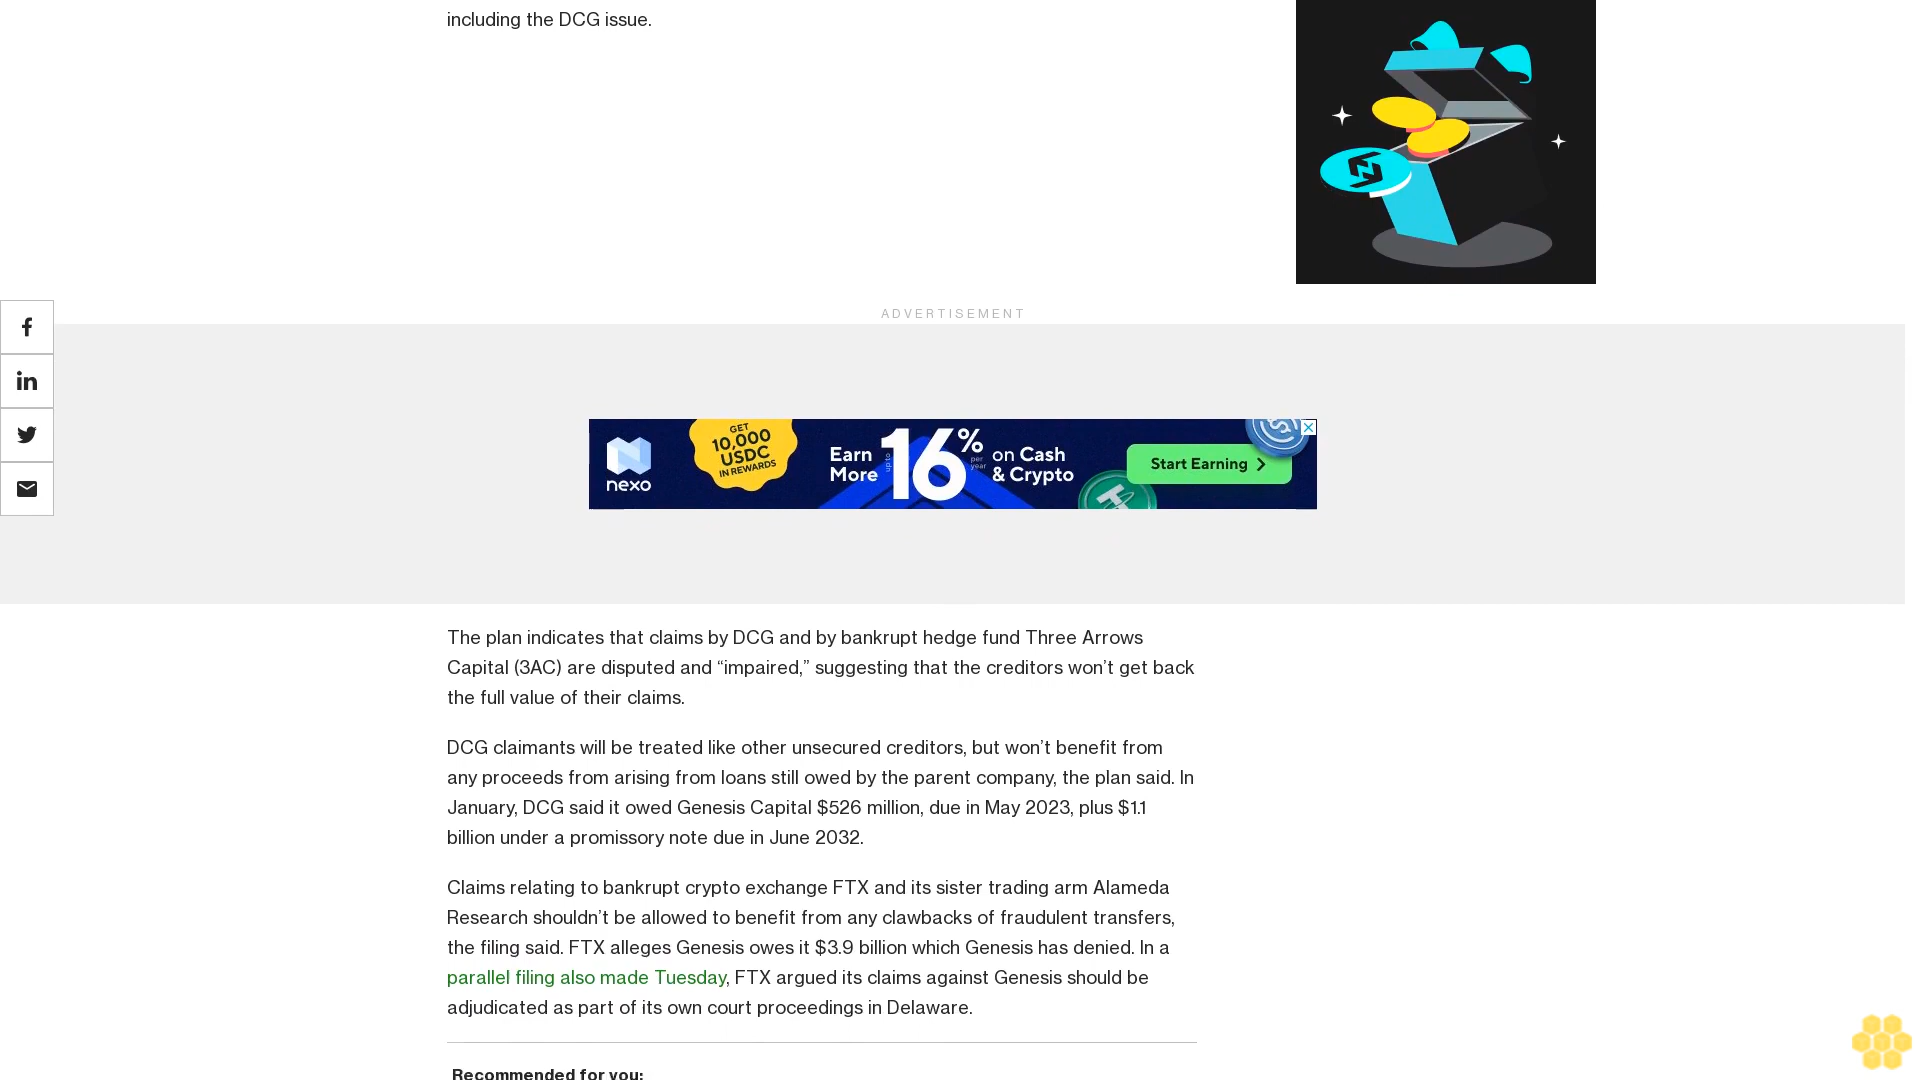 including the DCG issue.
ADVERTISEMENT
nexo
GET
10,000
USDC
IN REWARDS
Earn
More
up to
16%
per
year
on Cash
& Crypto
Start Earning
The plan indicates that claims by DCG and by bankrupt hedge fund Three Arrows
Capital (3AC) are disputed and “impaired,” suggesting that the creditors won’t get back
the full value of their claims.
DCG claimants will be treated like other unsecured creditors, but won’t benefit from
any proceeds from arising from loans still owed by the parent company, the plan said. In
January, DCG said it owed Genesis Capital $526 million, due in May 2023, plus $1.1
billion under a promissory note due in June 2032.
Claims relating to bankrupt crypto exchange FTX and its sister trading arm Alameda
Research shouldn’t be allowed to benefit from any clawbacks of fraudulent transfers,
the filing said. FTX alleges Genesis owes it $3.9 billion which Genesis has denied. In a
parallel filing also made Tuesday, FTX argued its claims against Genesis should be
adjudicated as part of its own court proceedings in Delaware.
Recommended for you: